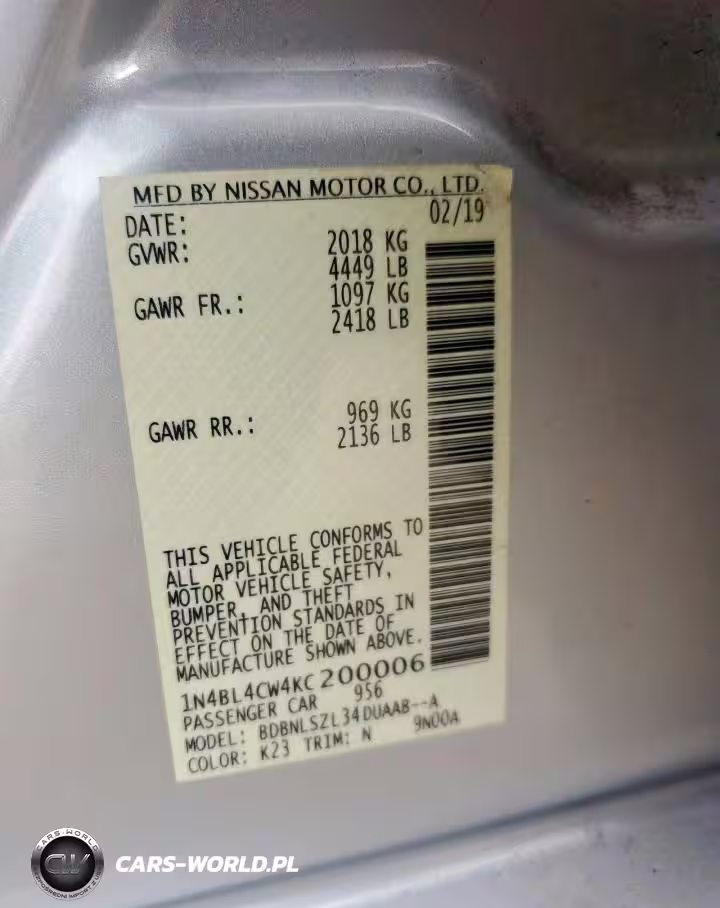 MFD BY NISSAN MOTOR CO., LTD.
DATE: 02/19
GVWR: 2018 KG
4449 LB
GAWR FR.: 1097 KG
2418 LB
GAWR RR.: 969 KG
2136 LB
THIS VEHICLE CONFORMS TO
ALL APPLICABLE FEDERAL
MOTOR VEHICLE SAFETY,
BUMPER, AND THEFT
PREVENTION STANDARDS IN
EFFECT ON THE DATE OF
MANUFACTURE SHOWN ABOVE.
1N4BL4CW4KC200006
PASSENGER CAR 956
MODEL: BDBNLSZL34DUAAB--A
COLOR: K23 TRIM: N 9N00A
CARS-WORLD
CW
CARS-WORLD.PL